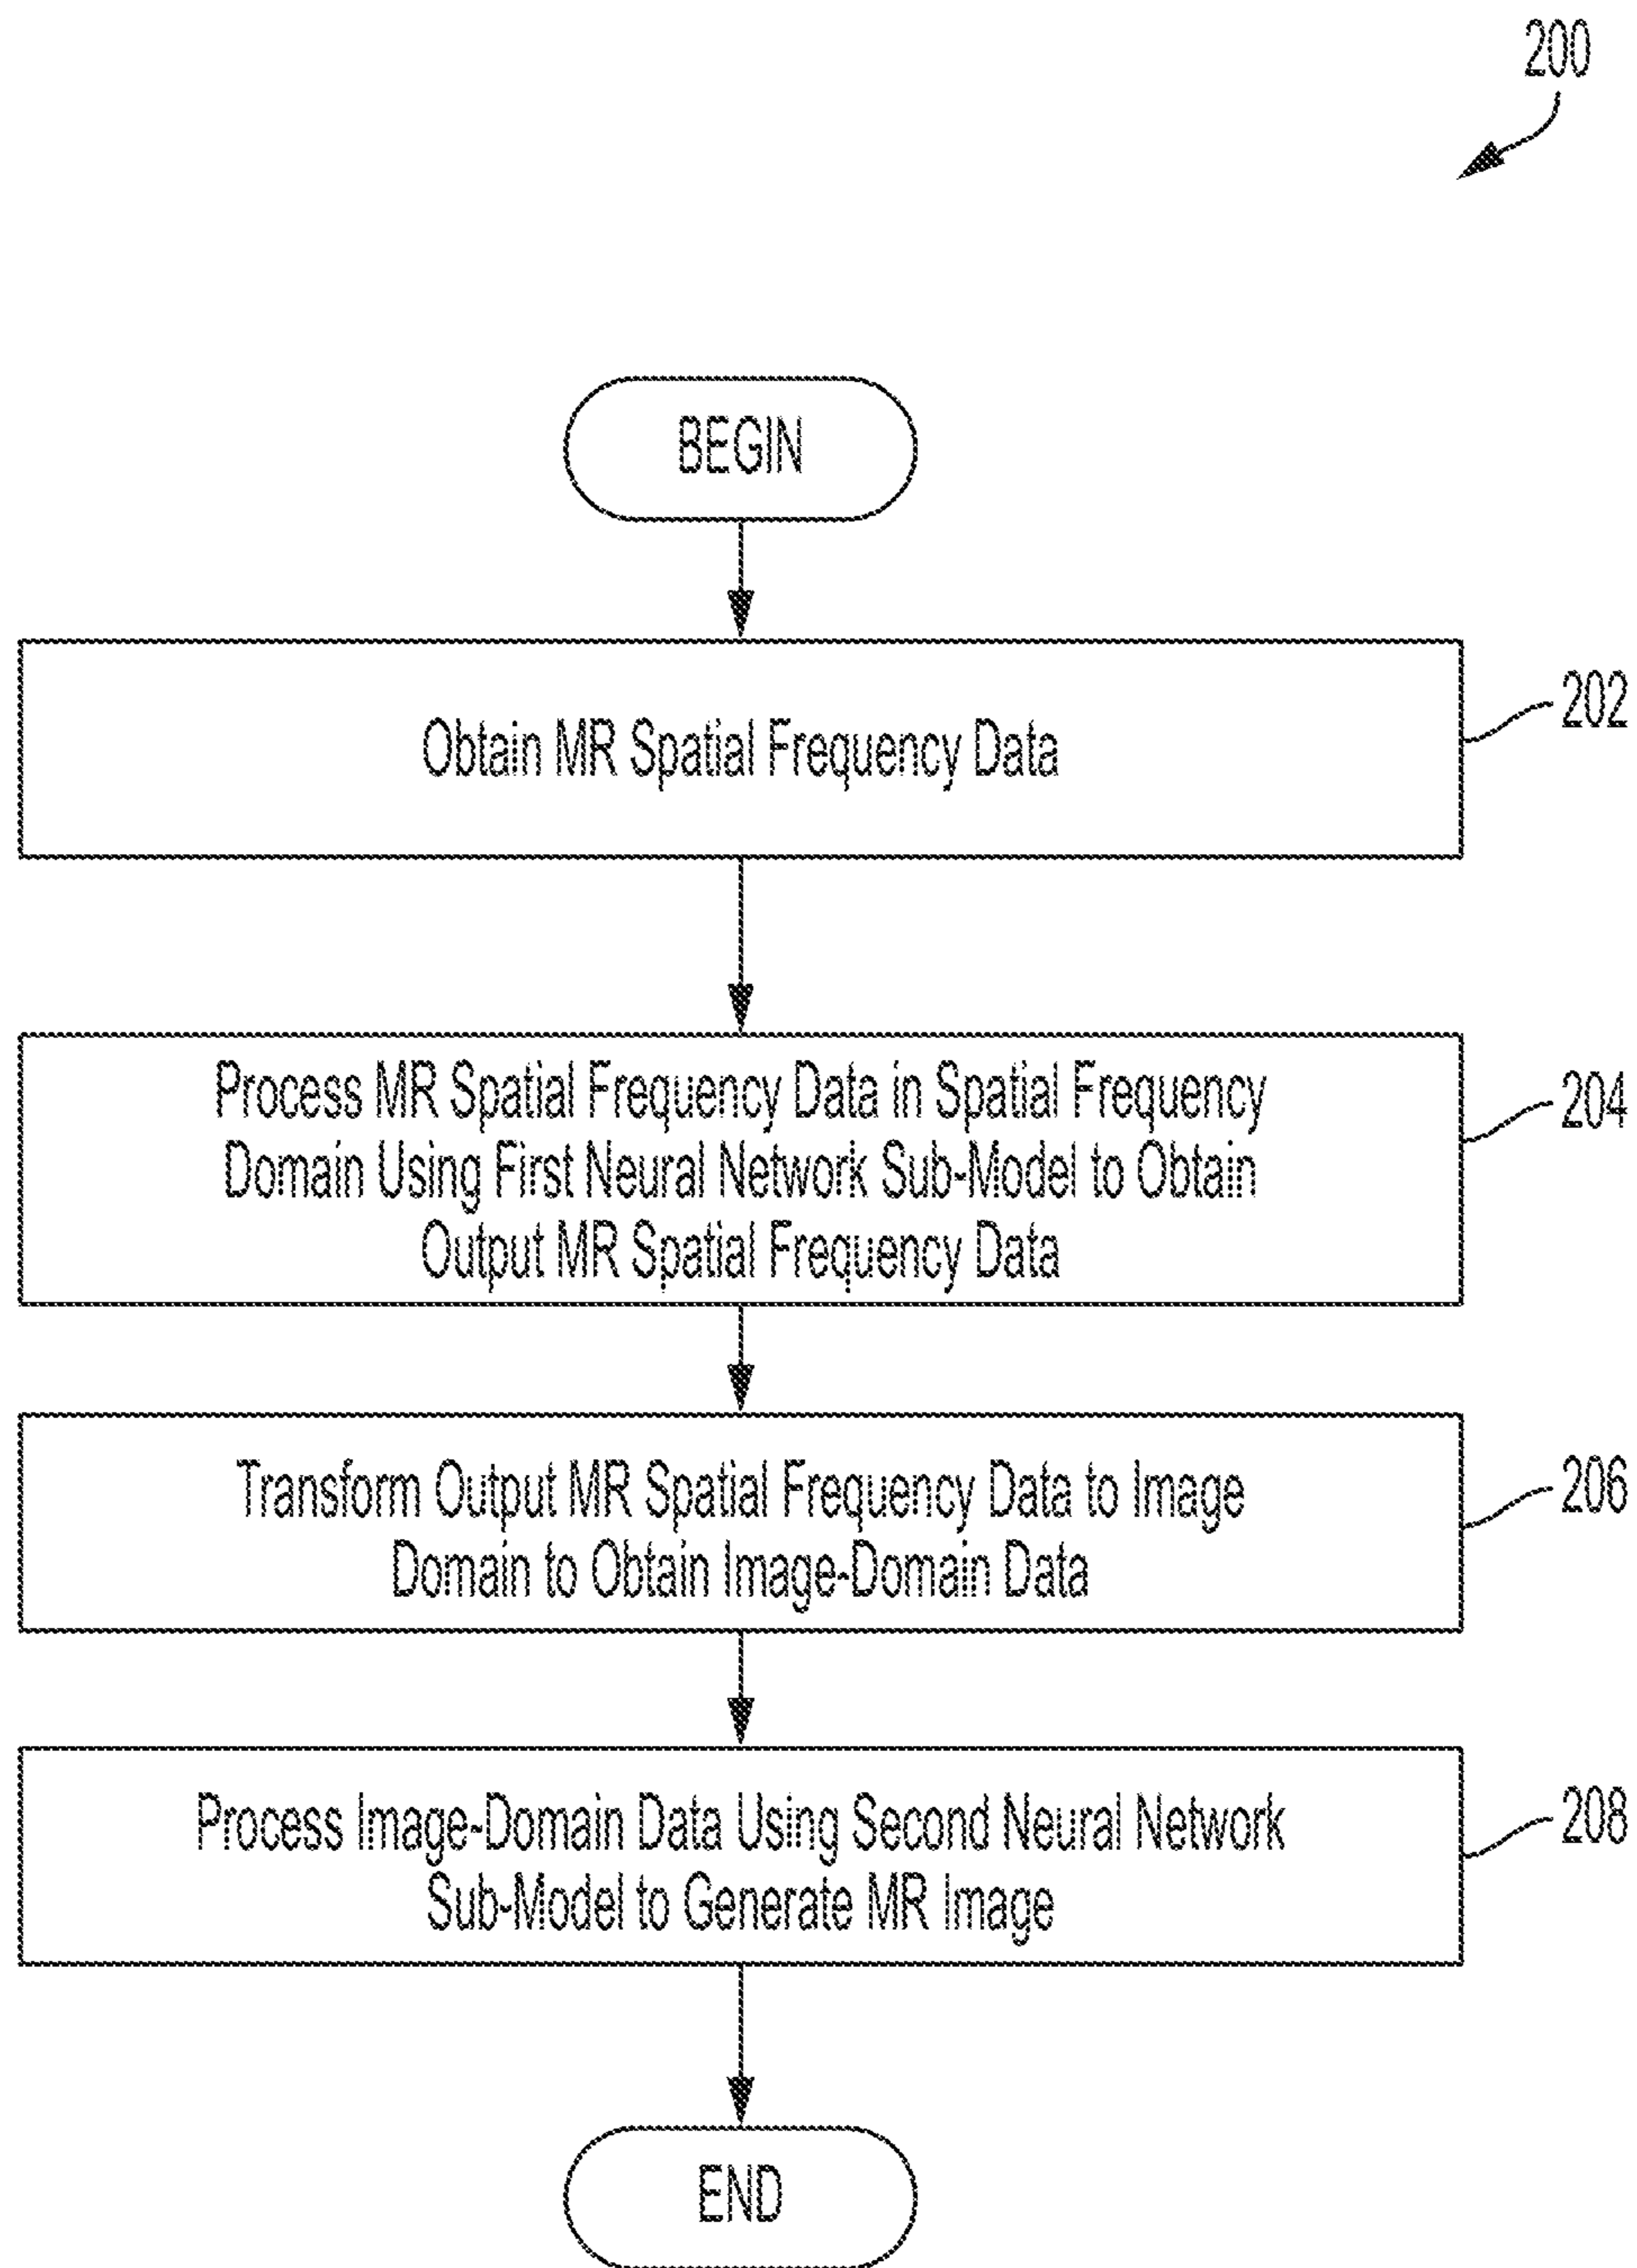 200
BEGIN
Obtain MR Spatial Frequency Data
202
Process MR Spatial Frequency Data in Spatial Frequency
Domain Using First Neural Network Sub-Model to Obtain
Output MR Spatial Frequency Data
204
Transform Output MR Spatial Frequency Data to Image
Domain to Obtain Image-Domain Data
206
Process Image-Domain Data Using Second Neural Network
Sub-Model to Generate MR Image
208
END